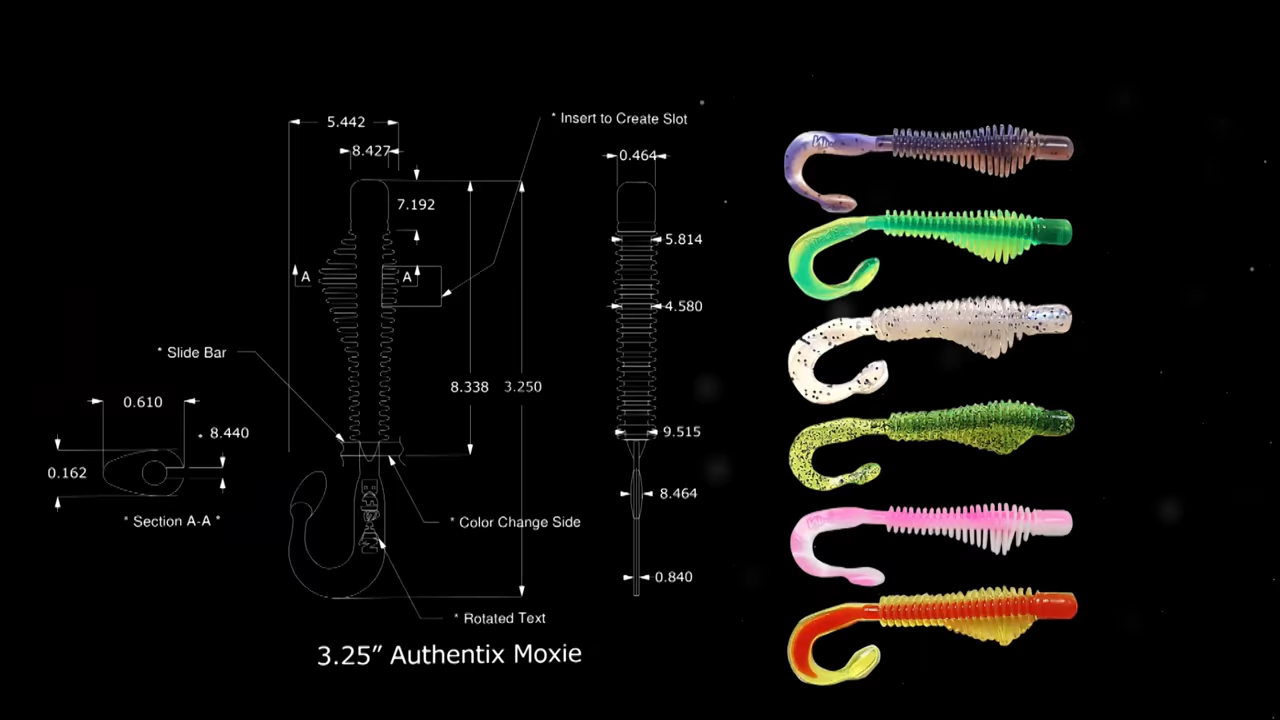 5.442
* Insert to Create Slot
8.427
0.464
7.192
5.814
A
A
4.580
* Slide Bar
8.338
3.250
0.610
* 8.440
9.515
0.162
8.464
* Section A-A *
* Color Change Side
0.840
* Rotated Text
3.25” Authentix Moxie